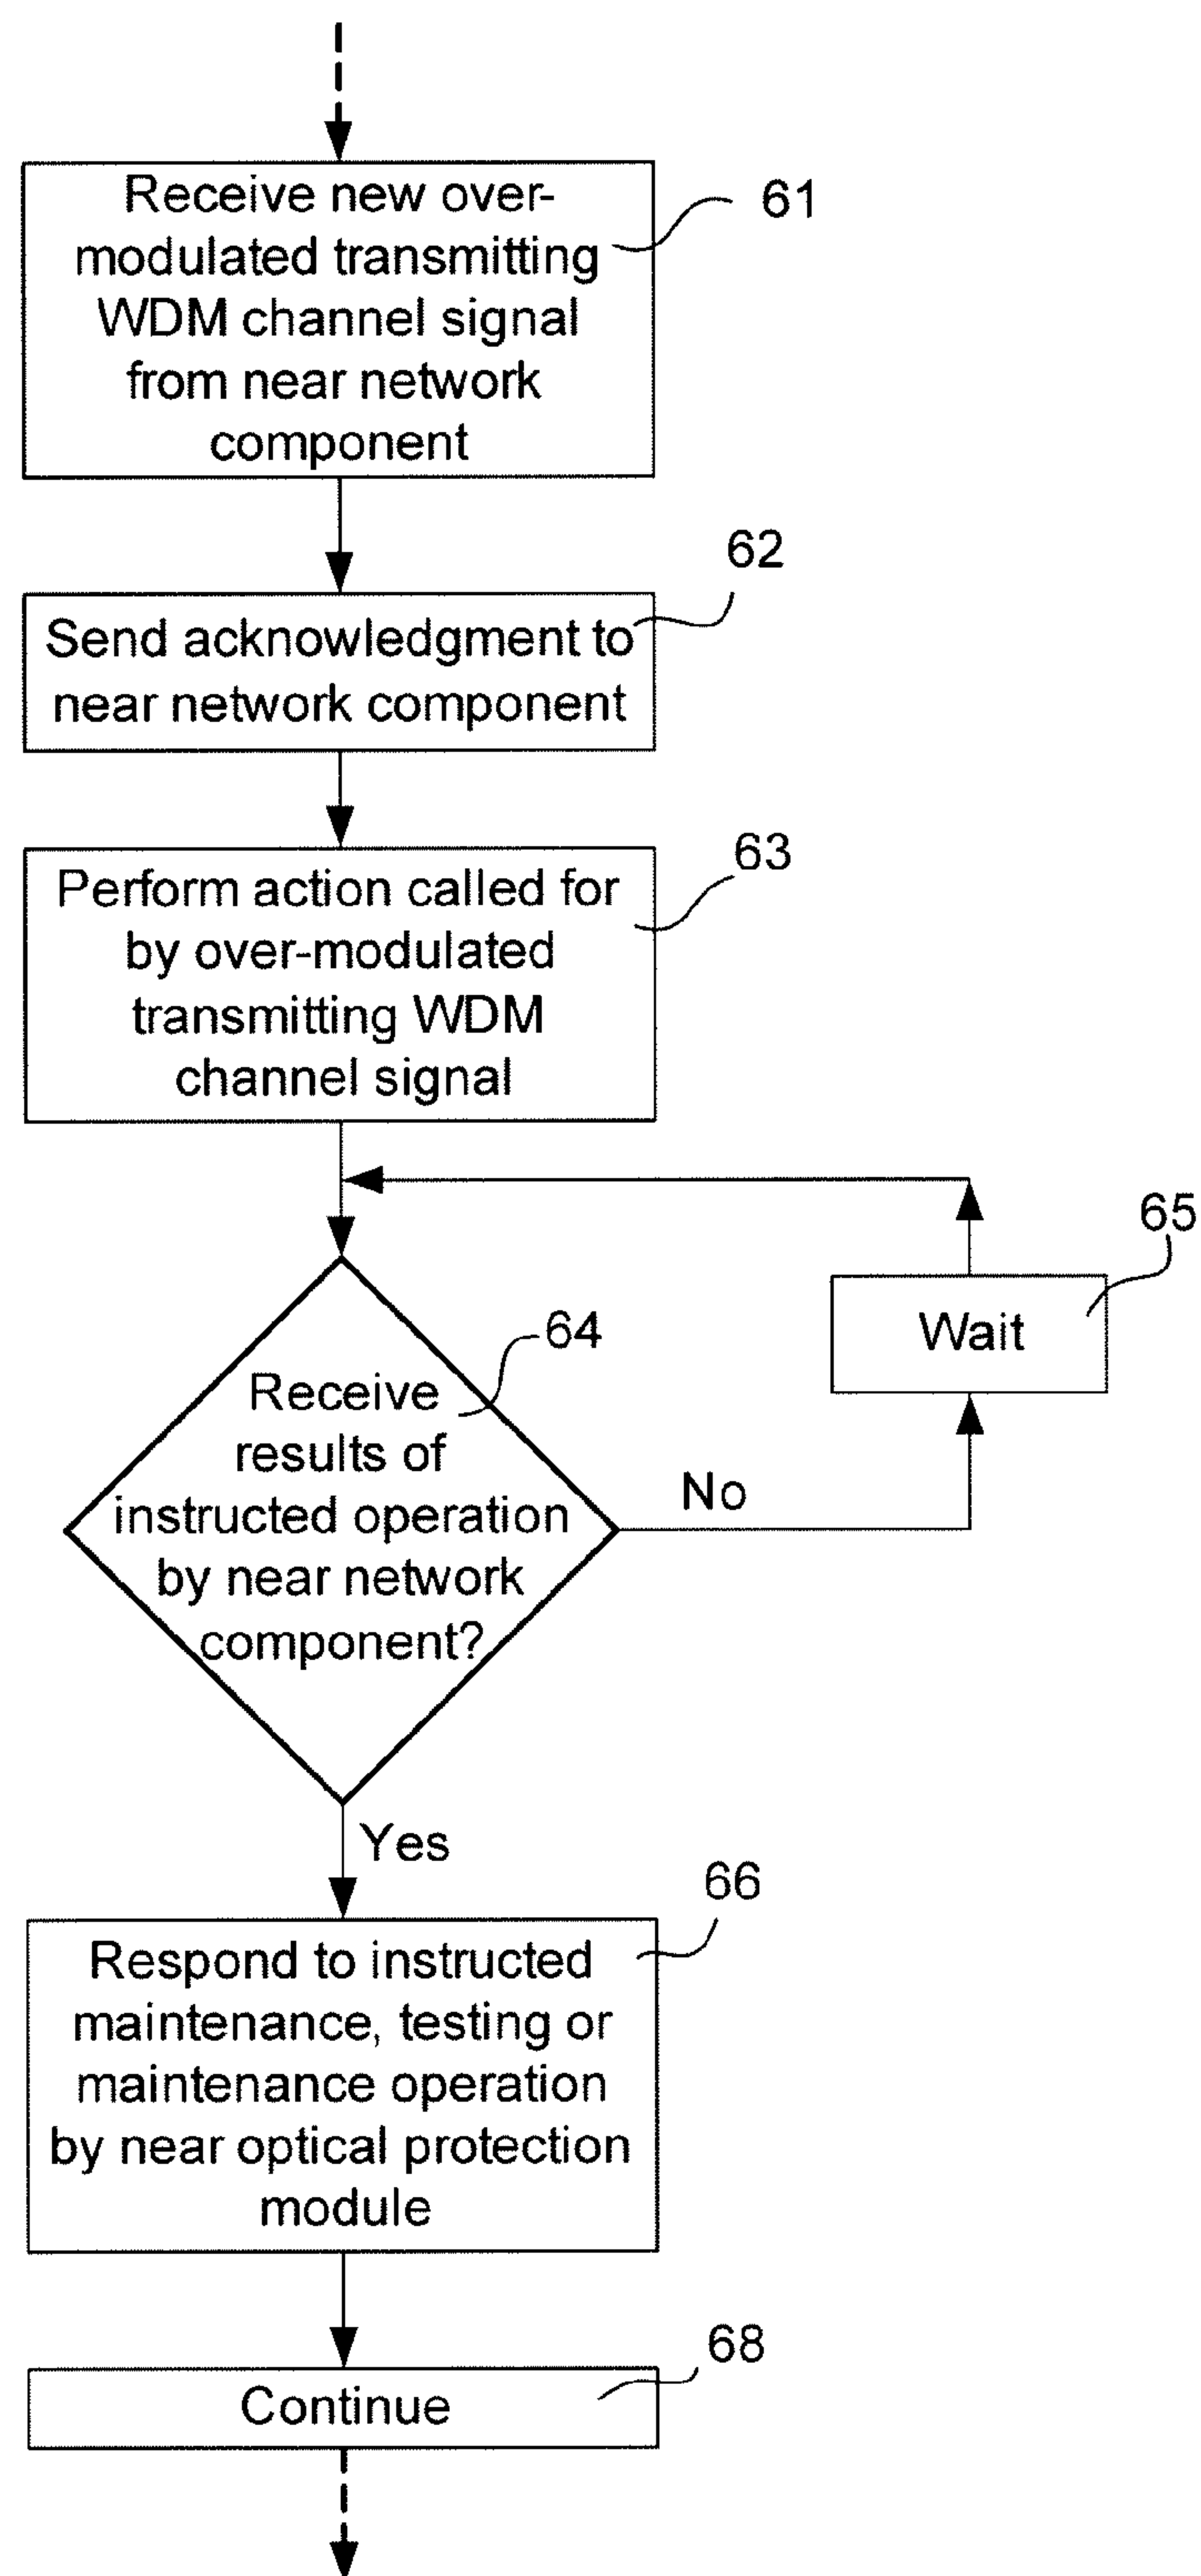 Receive new over-
modulated transmitting
WDM channel signal
from near network
component
61
62
Send acknowledgment to
near network component
63
Perform action called for
by over-modulated
transmitting WDM
channel signal
65
Wait
64
Receive
results of
instructed operation
by near network
component?
No
Yes
66
Respond to instructed
maintenance, testing or
maintenance operation
by near optical protection
module
68
Continue